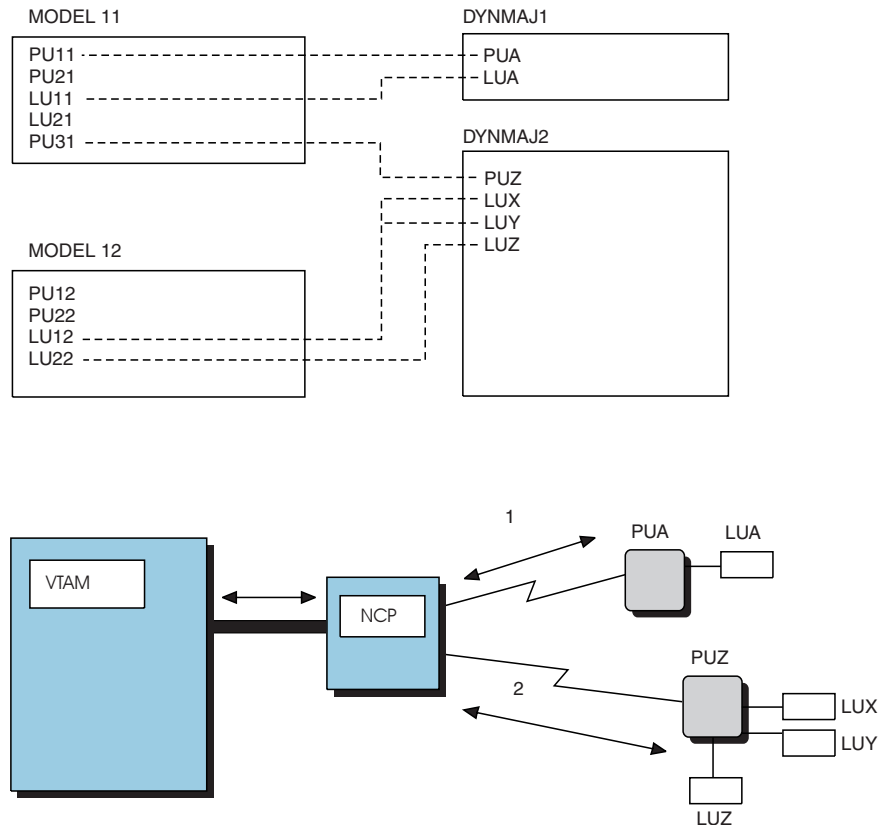 MODEL 11
PU11
PU21
LU11
LU21
PU31
DYNMAJ1
PUA
LUA
DYNMAJ2
PUZ
LUX
LUY
LUZ
MODEL 12
PU12
PU22
LU12
LU22
VTAM
NCP
1
PUA
LUA
2
PUZ
LUX
LUY
LUZ